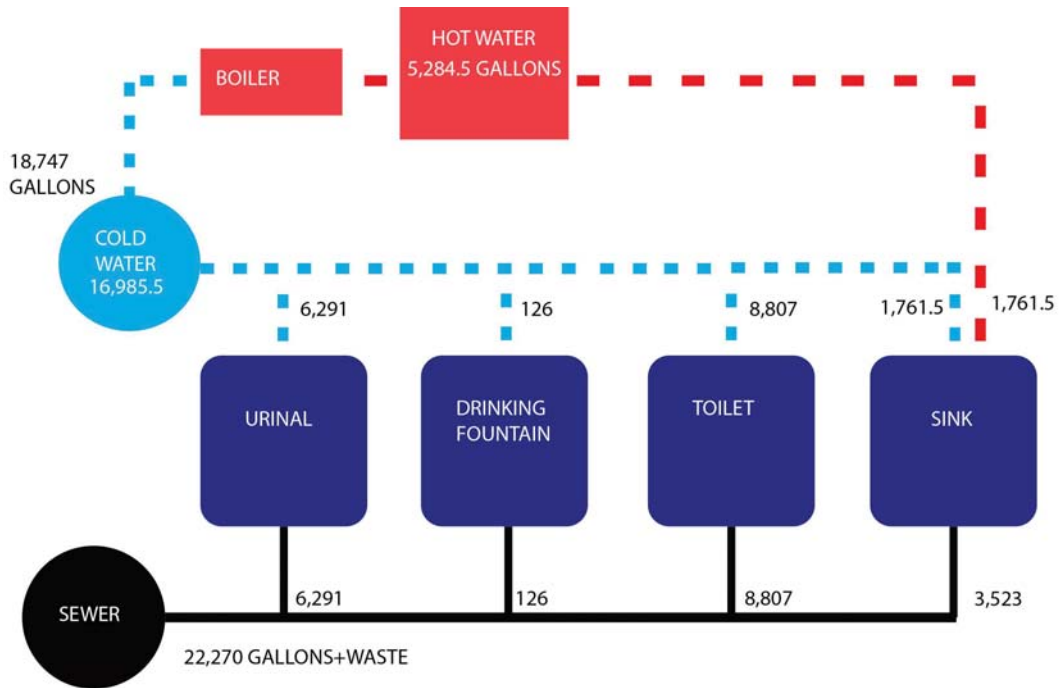 HOT WATER
5,284.5 GALLONS
BOILER
18,747
GALLONS
COLD
WATER
16,985.5
6,291
126
8,807
1,761.5
1,761.5
URINAL
DRINKING
FOUNTAIN
TOILET
SINK
6,291
126
8,807
3,523
SEWER
22,270 GALLONS+WASTE